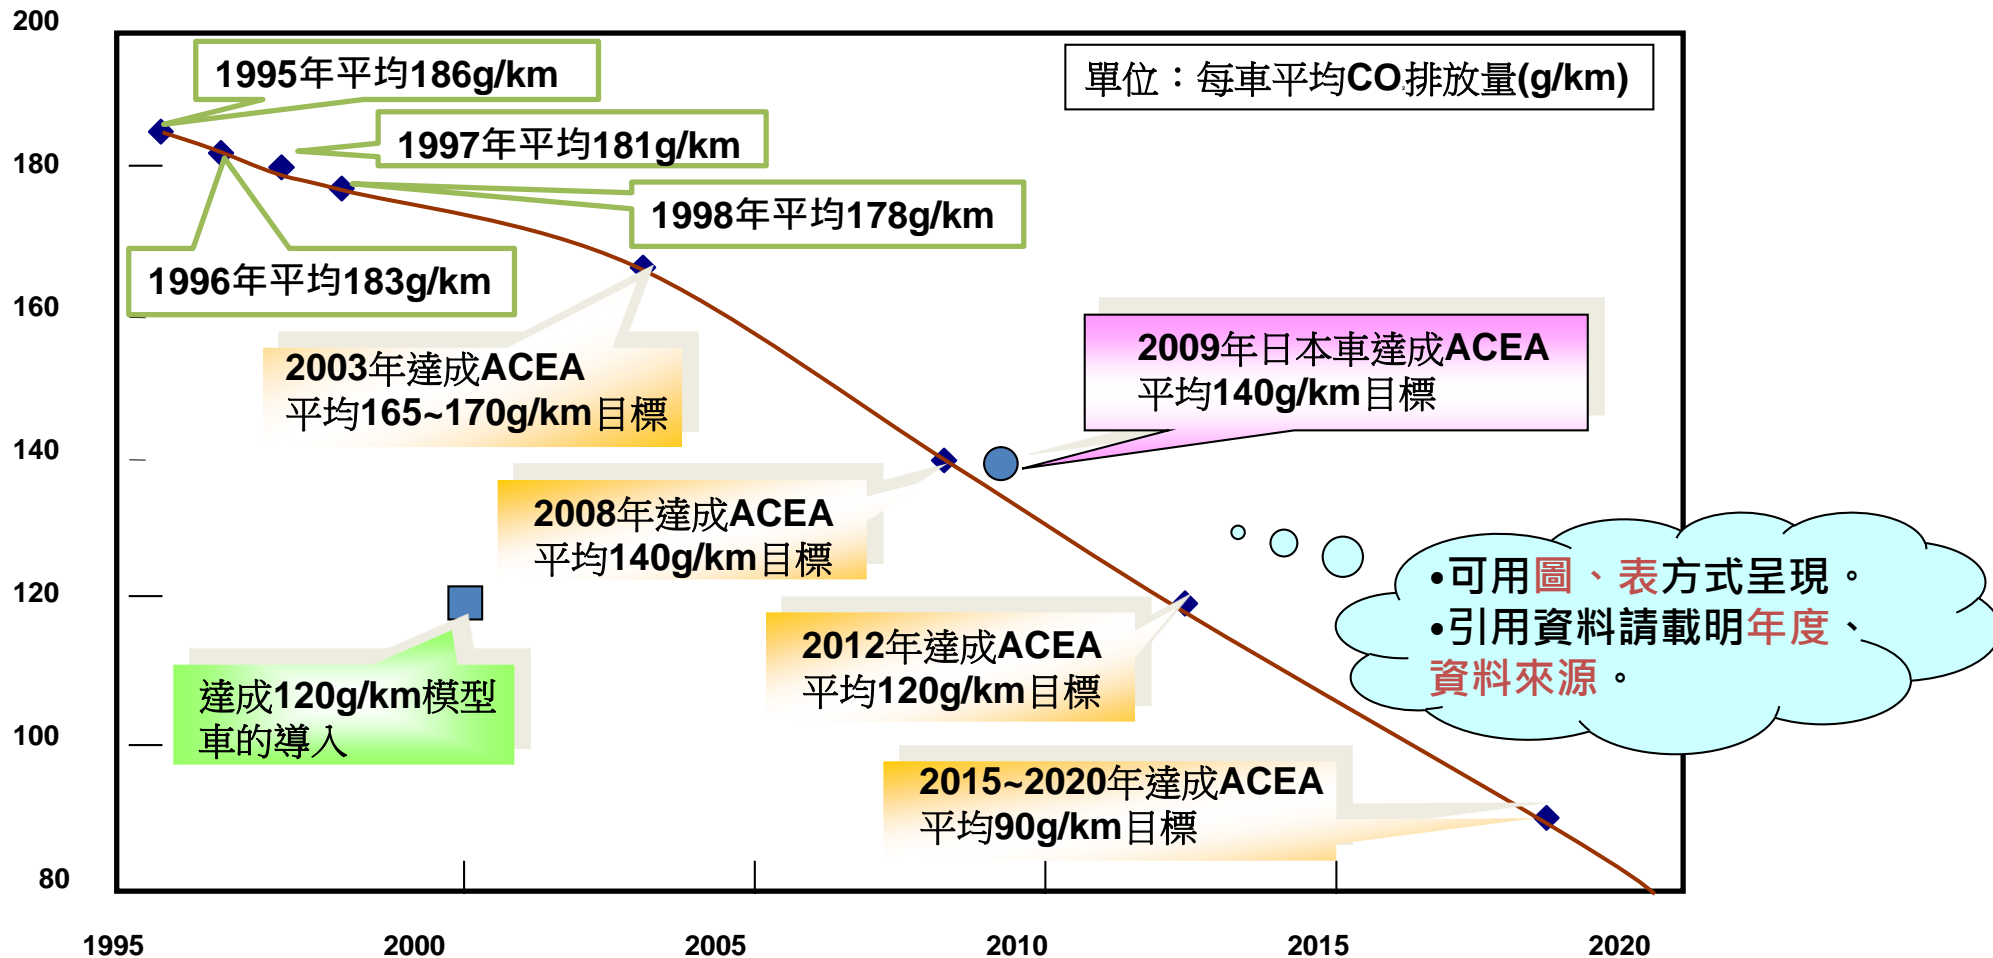 200
1995年平均186g/km
單位：每車平均CO2排放量(g/km)
1997年平均181g/km
180
1998年平均178g/km
1996年平均183g/km
160
2003年達成ACEA
平均165~170g/km目標
2009年日本車達成ACEA
平均140g/km目標
140
2008年達成ACEA
平均140g/km目標
•可用圖、表方式呈現。
•引用資料請載明年度、
資料來源。
120
2012年達成ACEA
平均120g/km目標
達成120g/km模型
車的導入
100
2015~2020年達成ACEA
平均90g/km目標
80
1995 2000 2005 2010 2015 2020